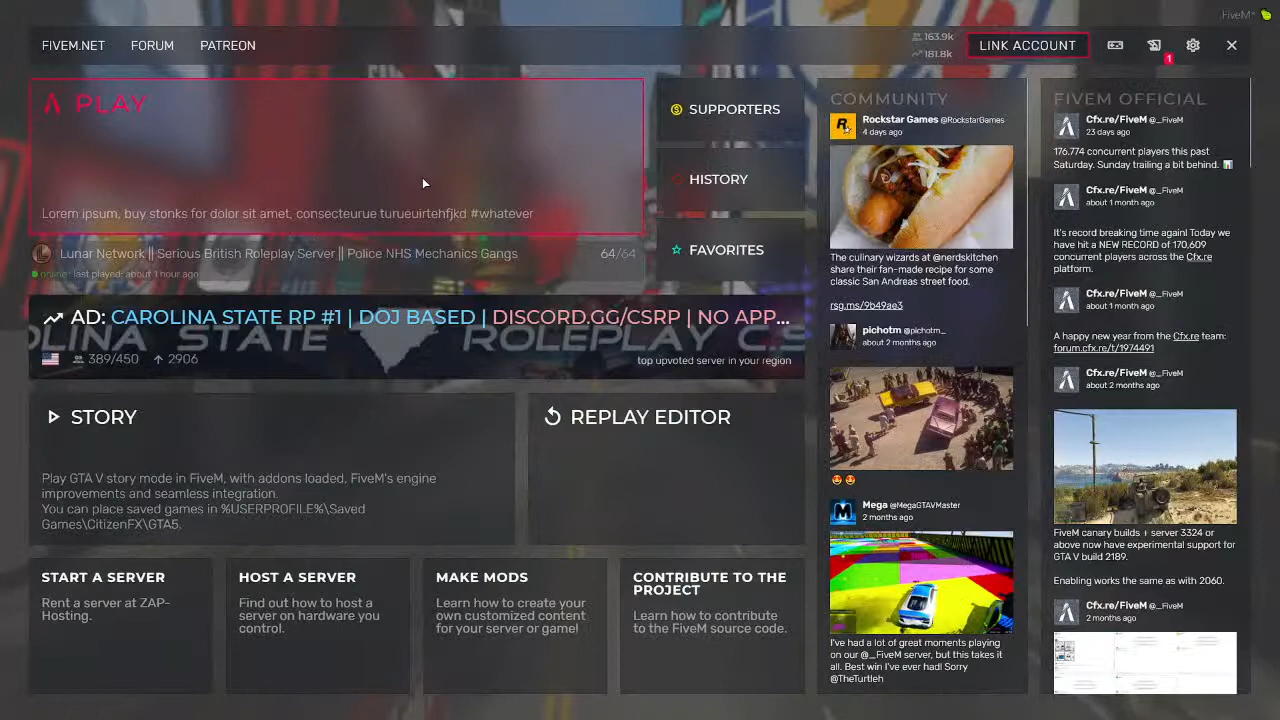 FiveM*
FIVEM.NET
FORUM
PATREON
163.9k
181.8k
LINK ACCOUNT
1
PLAY
Lorem ipsum, buy stonks for dolor sit amet, consecteurue turueuirtehfjkd #whatever
Lunar Network || Serious British Roleplay Server || Police NHS Mechanics Gangs
64/64
online; last played: about 1 hour ago
SUPPORTERS
HISTORY
FAVORITES
AD: CAROLINA STATE RP #1 | DOJ BASED | DISCORD.GG/CSRP | NO APP...
389/450
2906
top upvoted server in your region
STORY
Play GTA V story mode in FiveM, with addons loaded, FiveM's engine
improvements and seamless integration.
You can place saved games in %USERPROFILE%\Saved
Games\CitizenFX\GTA5.
REPLAY EDITOR
START A SERVER
Rent a server at ZAP-
Hosting.
HOST A SERVER
Find out how to host a
server on hardware you
control.
MAKE MODS
Learn how to create your
own customized content
for your server or game!
CONTRIBUTE TO THE
PROJECT
Learn how to contribute
to the FiveM source code.
COMMUNITY
Rockstar Games @RockstarGames
4 days ago
The culinary wizards at @nerdskitchen
share their fan-made recipe for some
classic San Andreas street food.
rsg.ms/9b49ae3
pichotm @pichotm_
about 2 months ago
Mega @MegaGTAVMaster
2 months ago
I've had a lot of great moments playing
on our @_FiveM server, but this takes it
all. Best win I've ever had! Sorry
@TheTurtleh
FIVEM OFFICIAL
Cfx.re/FiveM @_FiveM
23 days ago
176.774 concurrent players this past
Saturday. Sunday trailing a bit behind.
Cfx.re/FiveM @_FiveM
about 1 month ago
It's record breaking time again! Today we
have hit a NEW RECORD of 170,609
concurrent players across the Cfx.re
platform.
Cfx.re/FiveM @_FiveM
about 1 month ago
A happy new year from the Cfx.re team:
forum.cfx.re/t/1974491
Cfx.re/FiveM @_FiveM
about 2 months ago
FiveM canary builds + server 3324 or
above now have experimental support for
GTA V build 2189.
Enabling works the same as with 2060.
Cfx.re/FiveM @_FiveM
2 months ago